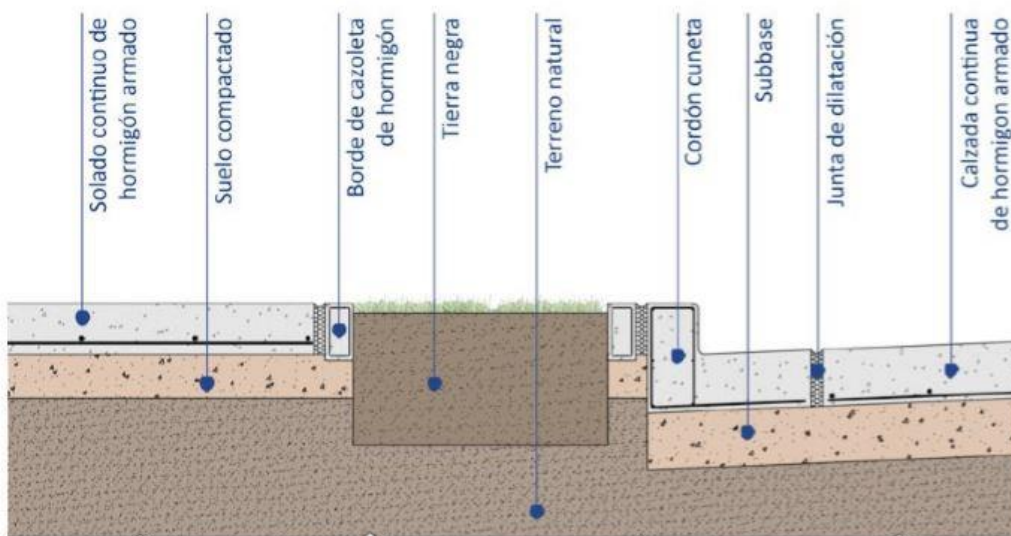 Solado continuo de
hormigón armado
Suelo compactado
Borde de cazoleta
de hormigón
Tierra negra
Terreno natural
Cordón cuneta
Subbase
Junta de dilatación
Calzada continua
de hormigon armado